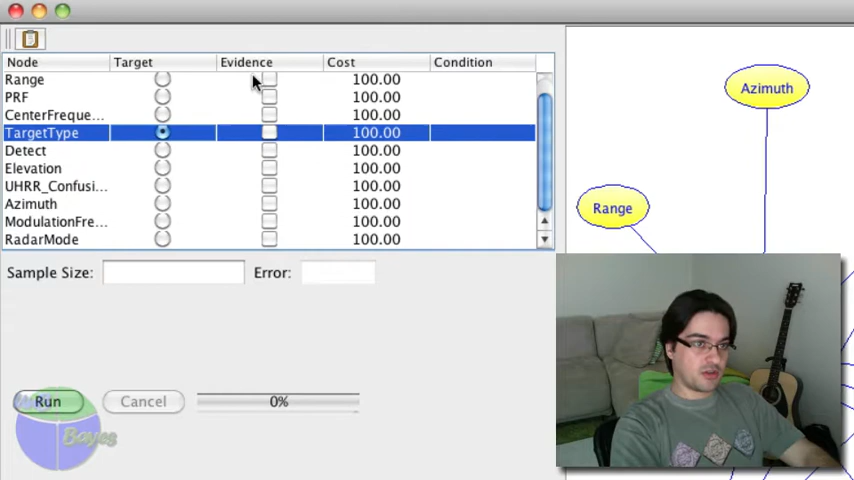 Node Target Evidence Cost Condition
Range 100.00
PRF 100.00
CenterFreque... 100.00
TargetType 100.00
Detect 100.00
Elevation 100.00
UHRR_Confusi... 100.00
Azimuth 100.00
ModulationFre... 100.00
RadarMode 100.00
Sample Size: Error:
Run Cancel 0%
Bayes
Azimuth
Range